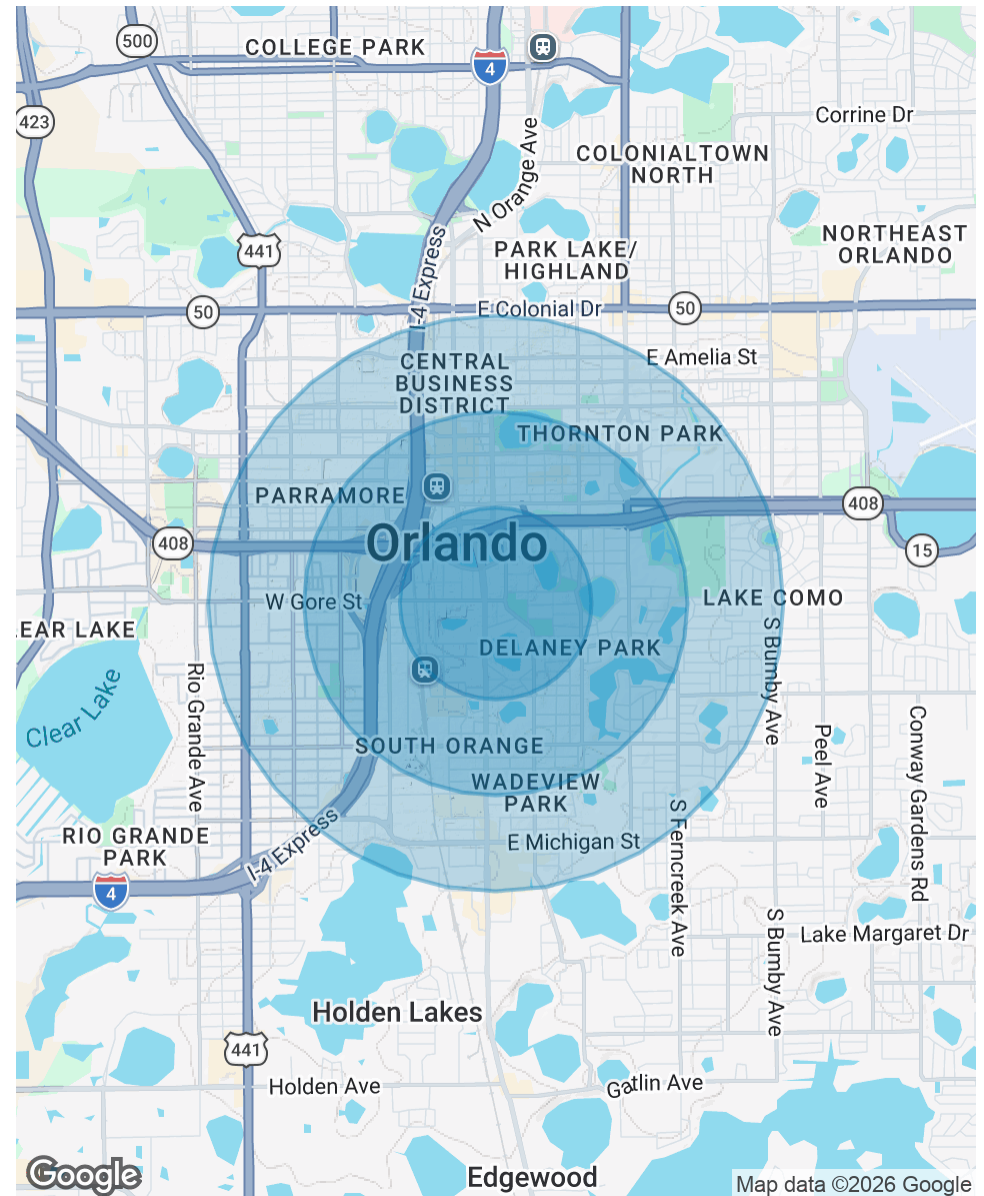 500
COLLEGE PARK
4
423
Corrine Dr
N Orange Ave
COLONIALTOWN
NORTH
441
PARK LAKE/
HIGHLAND
NORTHEAST
ORLANDO
I-4 Express
50
E Colonial Dr
50
E Amelia St
CENTRAL
BUSINESS
DISTRICT
THORNTON PARK
PARRAMORE
408
408
Orlando
15
W Gore St
LAKE COMO
EAR LAKE
DELANEY PARK
S Bumby Ave
Clear Lake
Rio Grande Ave
Peel Ave
Conway Gardens Rd
SOUTH ORANGE
WADEVIEW
PARK
RIO GRANDE
PARK
I-4 Express
E Michigan St
S Ferncreek Ave
4
S Bumby Ave
Lake Margaret Dr
Holden Lakes
441
Holden Ave
Gatlin Ave
Google
Edgewood
Map data ©2026 Google